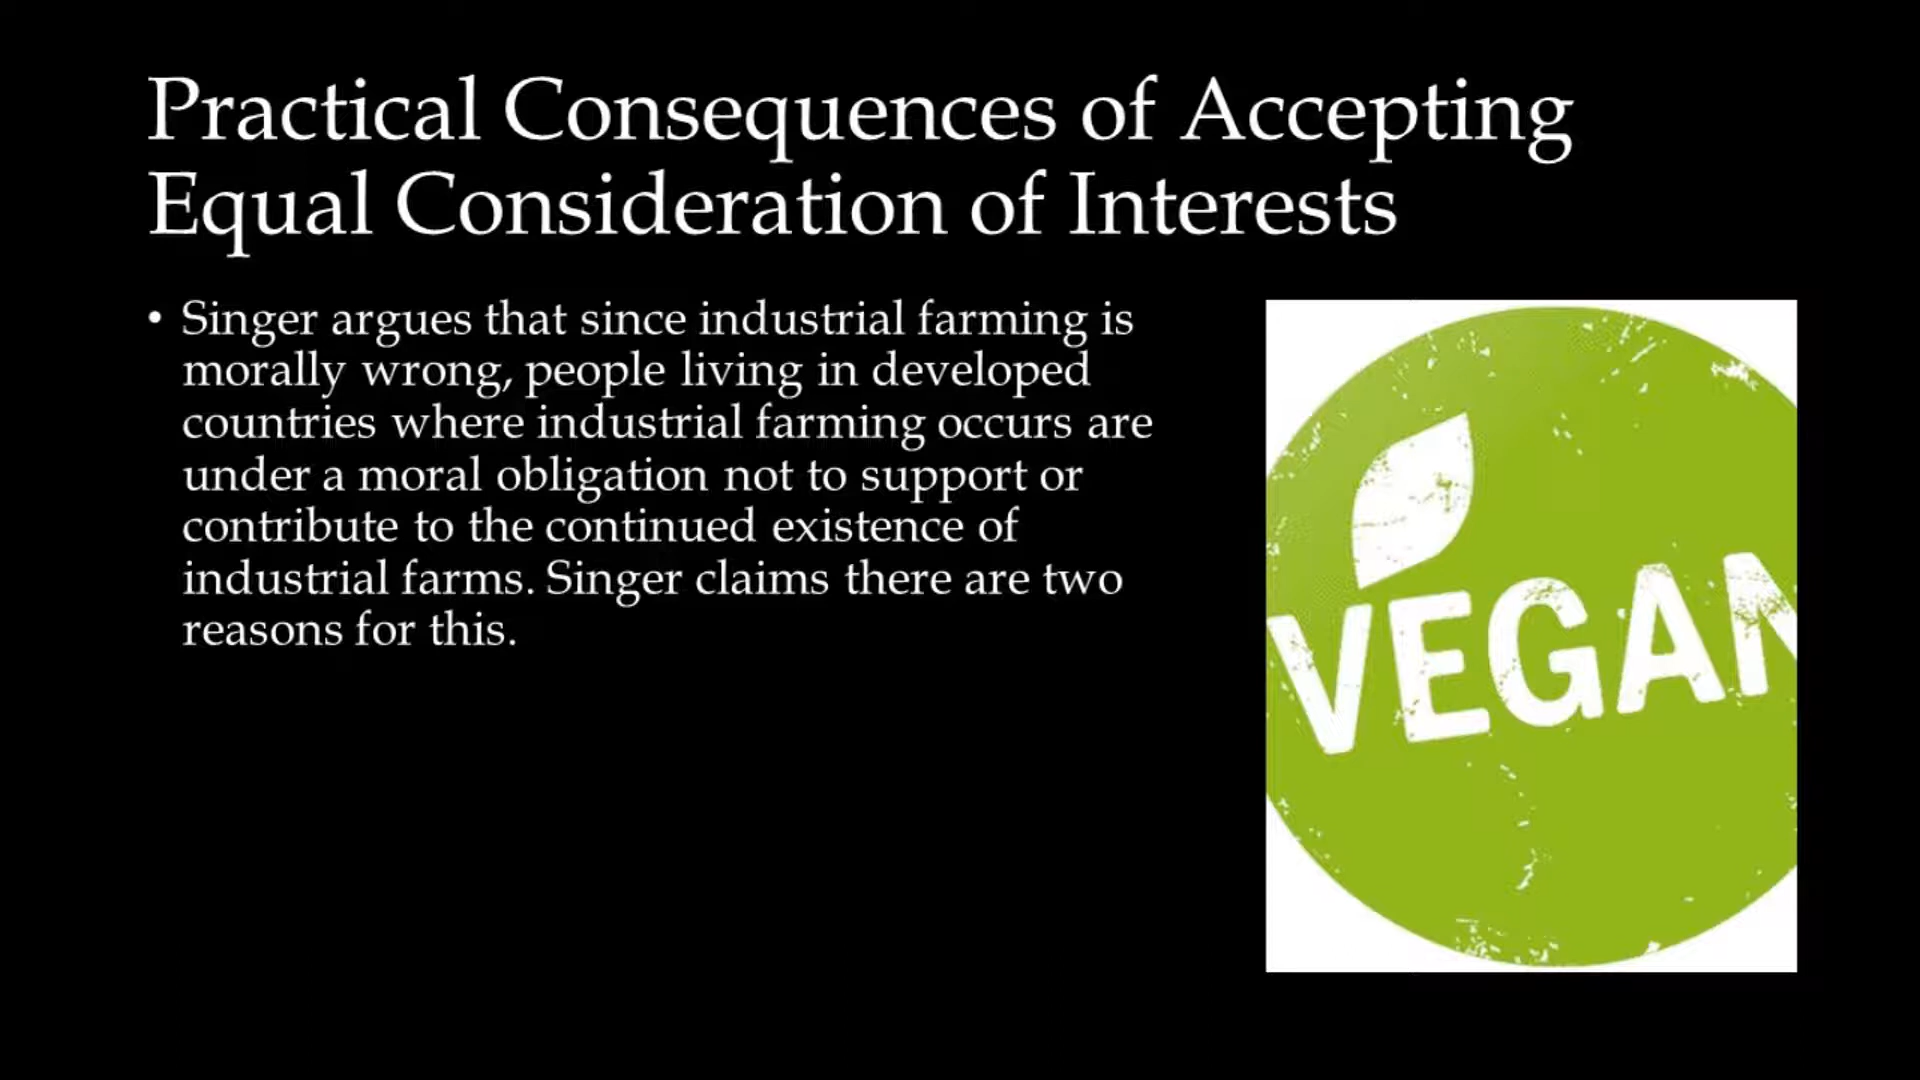 Practical Consequences of Accepting
Equal Consideration of Interests
• Singer argues that since industrial farming is
morally wrong, people living in developed
countries where industrial farming occurs are
under a moral obligation not to support or
contribute to the continued existence of
industrial farms. Singer claims there are two
reasons for this.
VEGAN